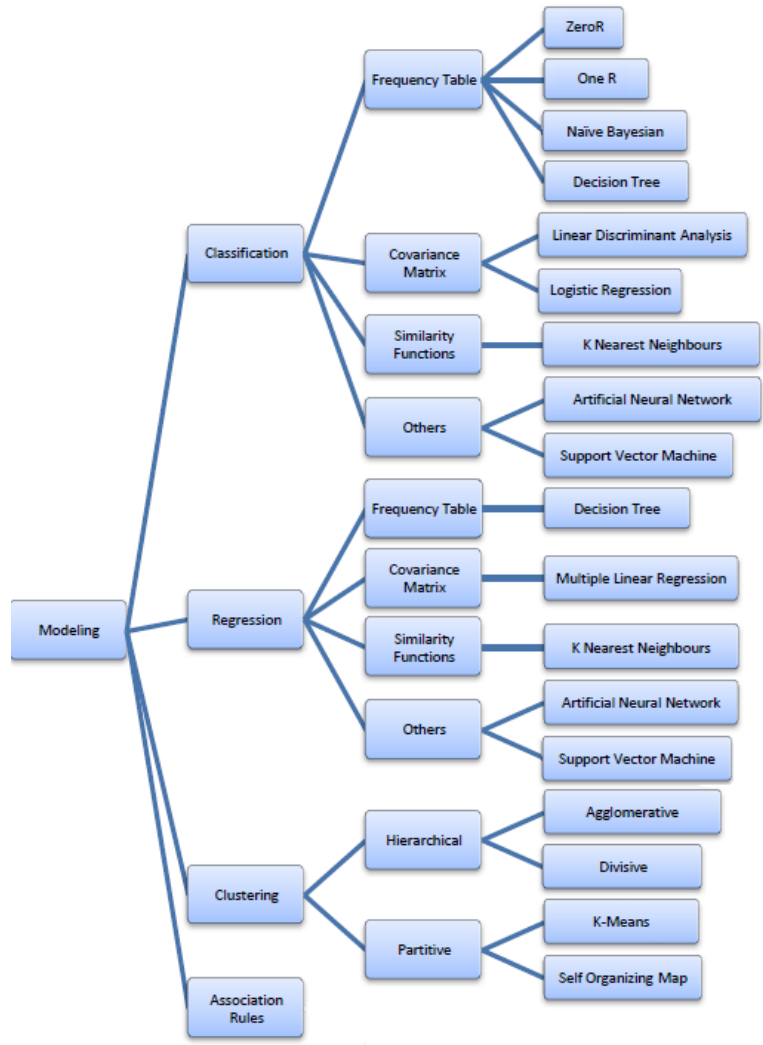 ZeroR
Frequency Table
One R
Naïve Bayesian
Decision Tree
Classification
Covariance
Matrix
Linear Discriminant Analysis
Logistic Regression
Similarity
Functions
K Nearest Neighbours
Others
Artificial Neural Network
Support Vector Machine
Modeling
Regression
Frequency Table
Decision Tree
Covariance
Matrix
Multiple Linear Regression
Similarity
Functions
K Nearest Neighbours
Others
Artificial Neural Network
Support Vector Machine
Clustering
Hierarchical
Agglomerative
Divisive
Partitive
K-Means
Self Organizing Map
Association
Rules